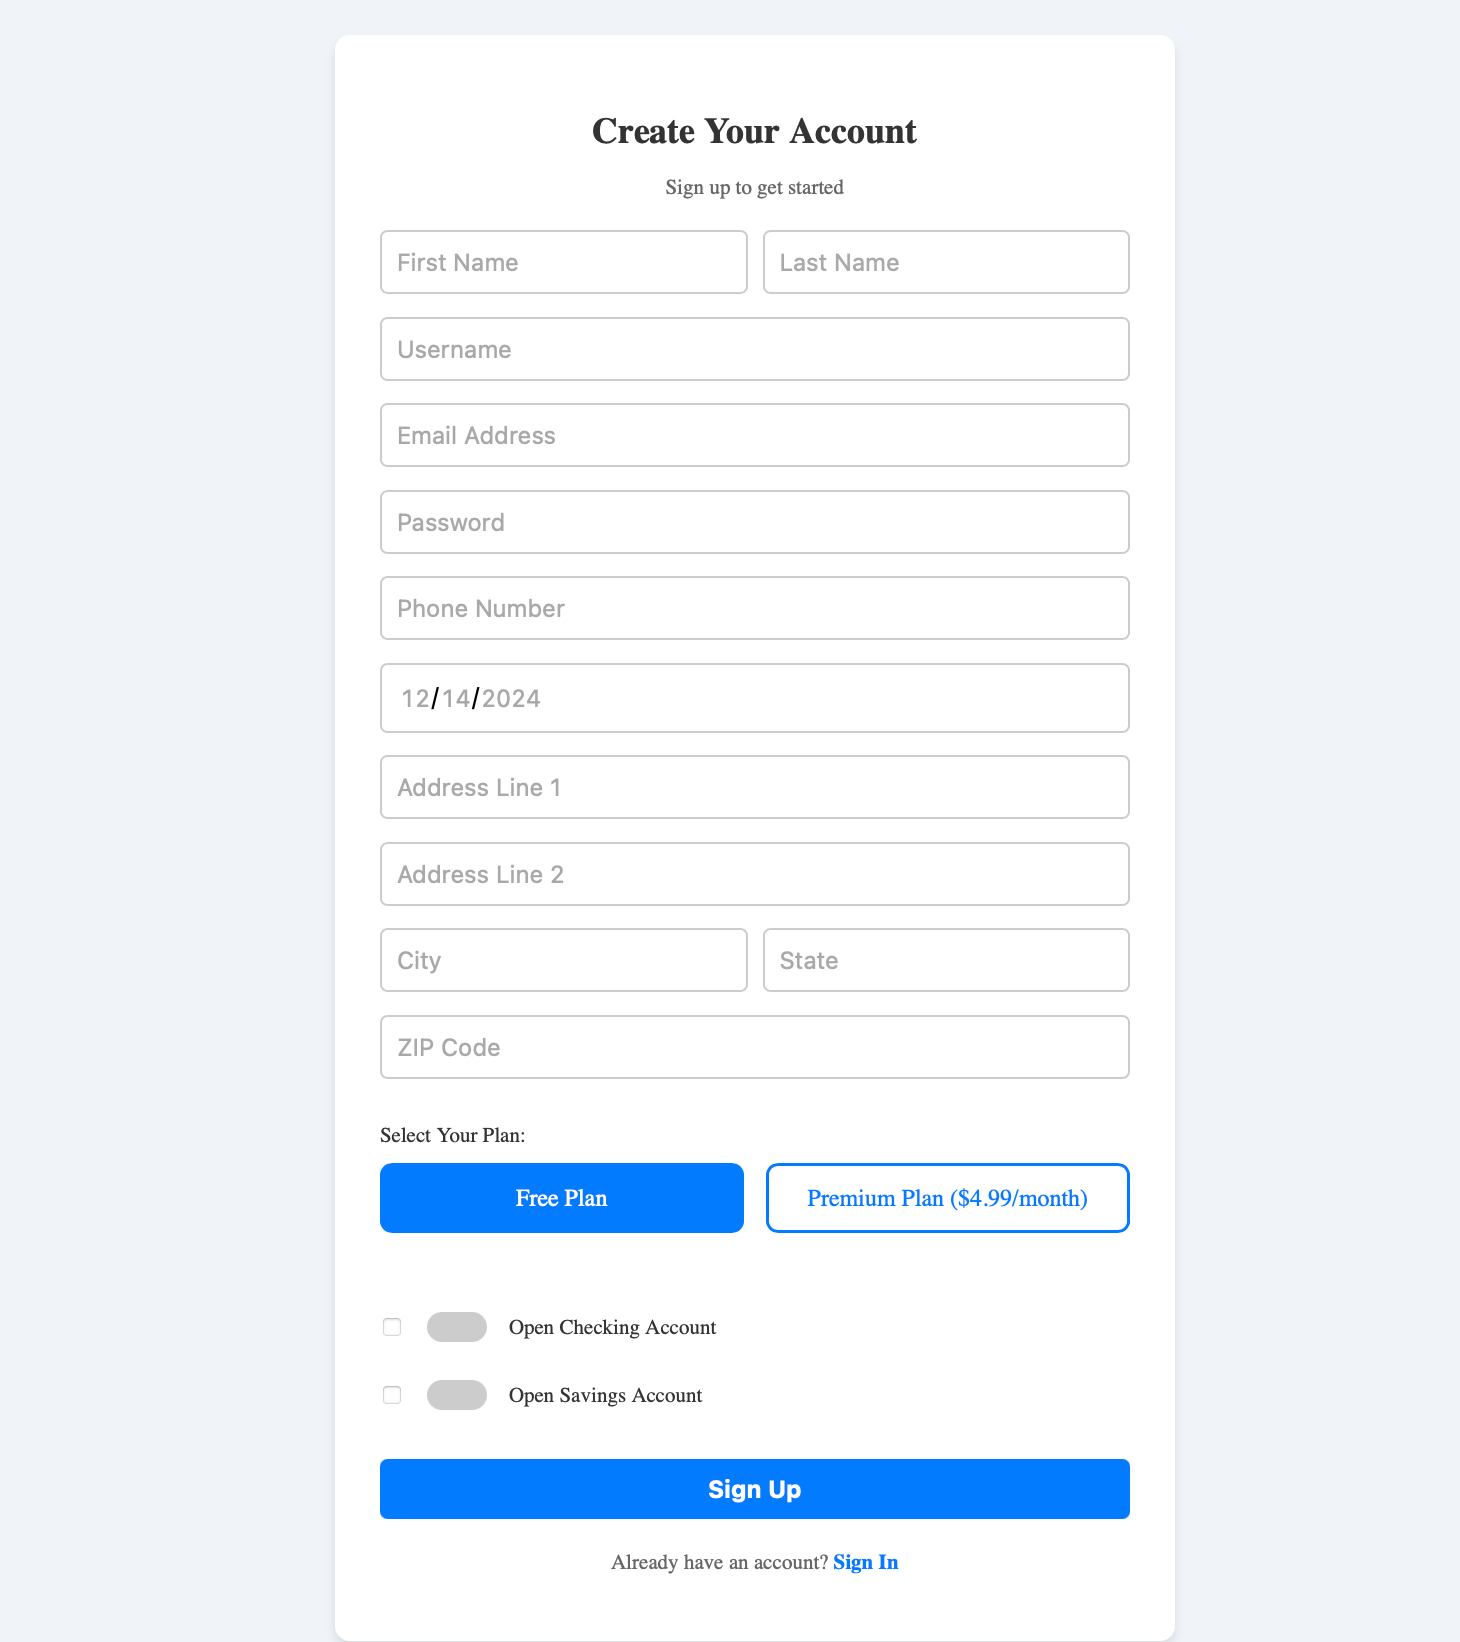 Create Your Account
Sign up to get started
First Name Last Name
Username
Email Address
Password
Phone Number
12/14/2024
Address Line 1
Address Line 2
City State
ZIP Code
Select Your Plan:
Free Plan Premium Plan ($4.99/month)
Open Checking Account
Open Savings Account
Sign Up
Already have an account? Sign In